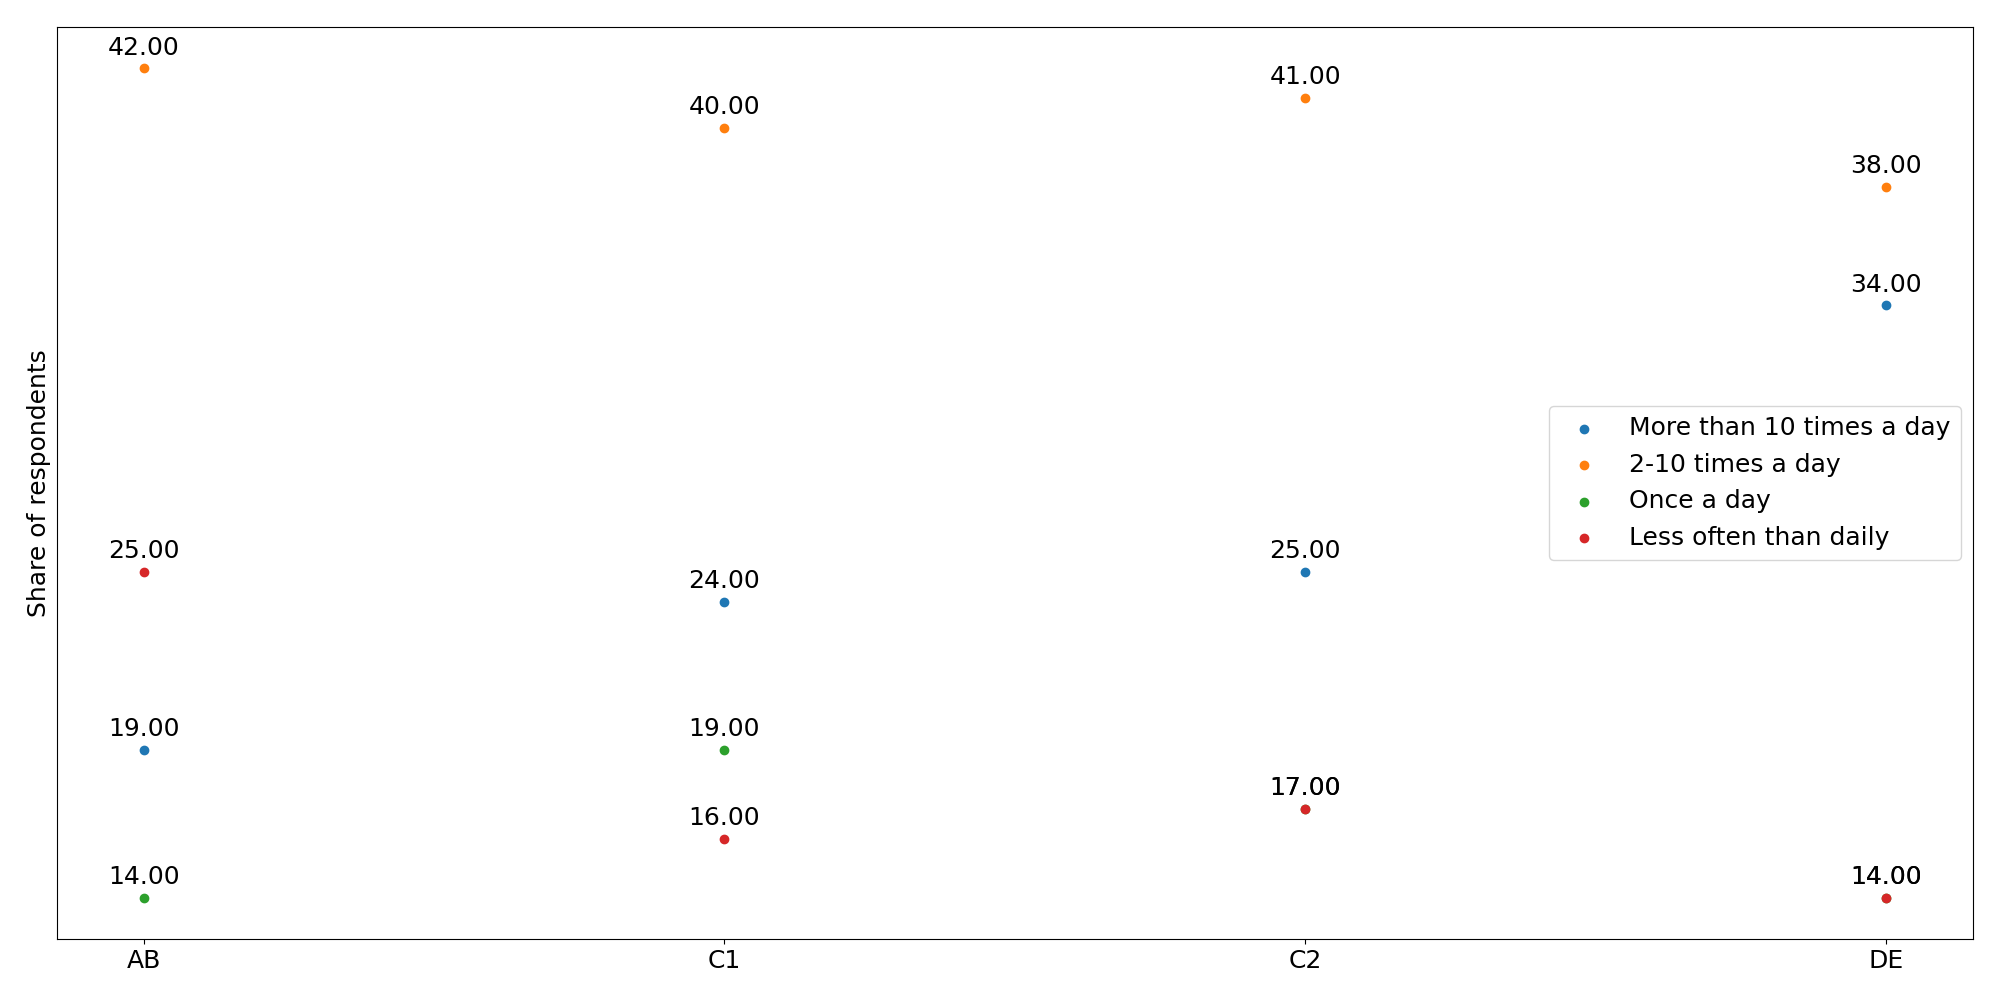 42.00
40.00
41.00
38.00
34.00
25.00
24.00
25.00
19.00
19.00
16.00
17.00
14.00
14.00
Share of respondents
More than 10 times a day
2-10 times a day
Once a day
Less often than daily
AB
C1
C2
DE